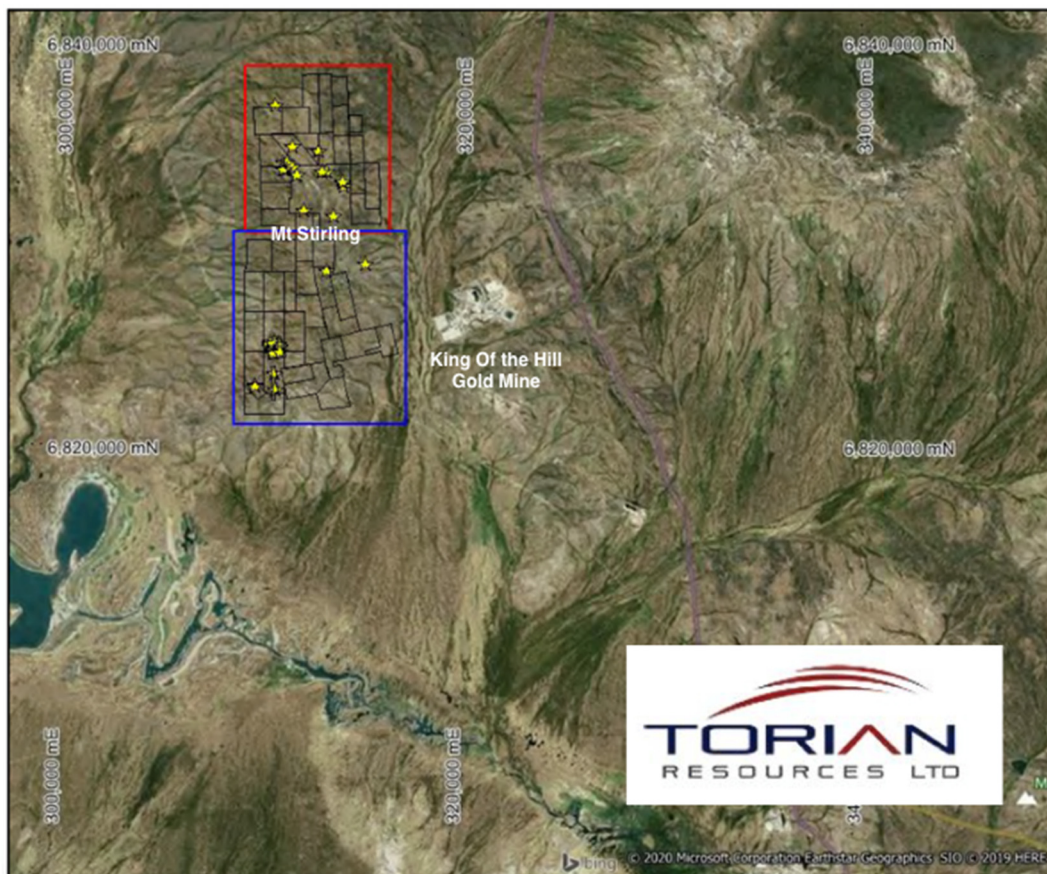 6,840,000 mN
6,840,000 mN
300,000 mE
320,000 mE
340,000 mE
Mt Stirling
King Of the Hill
Gold Mine
6,820,000 mN
6,820,000 mN
TORIAN
RESOURCES LTD
300,000 mE
320,000 mE
bing
© 2020 Microsoft Corporation Earthstar Geographics SIO © 2019 HERE